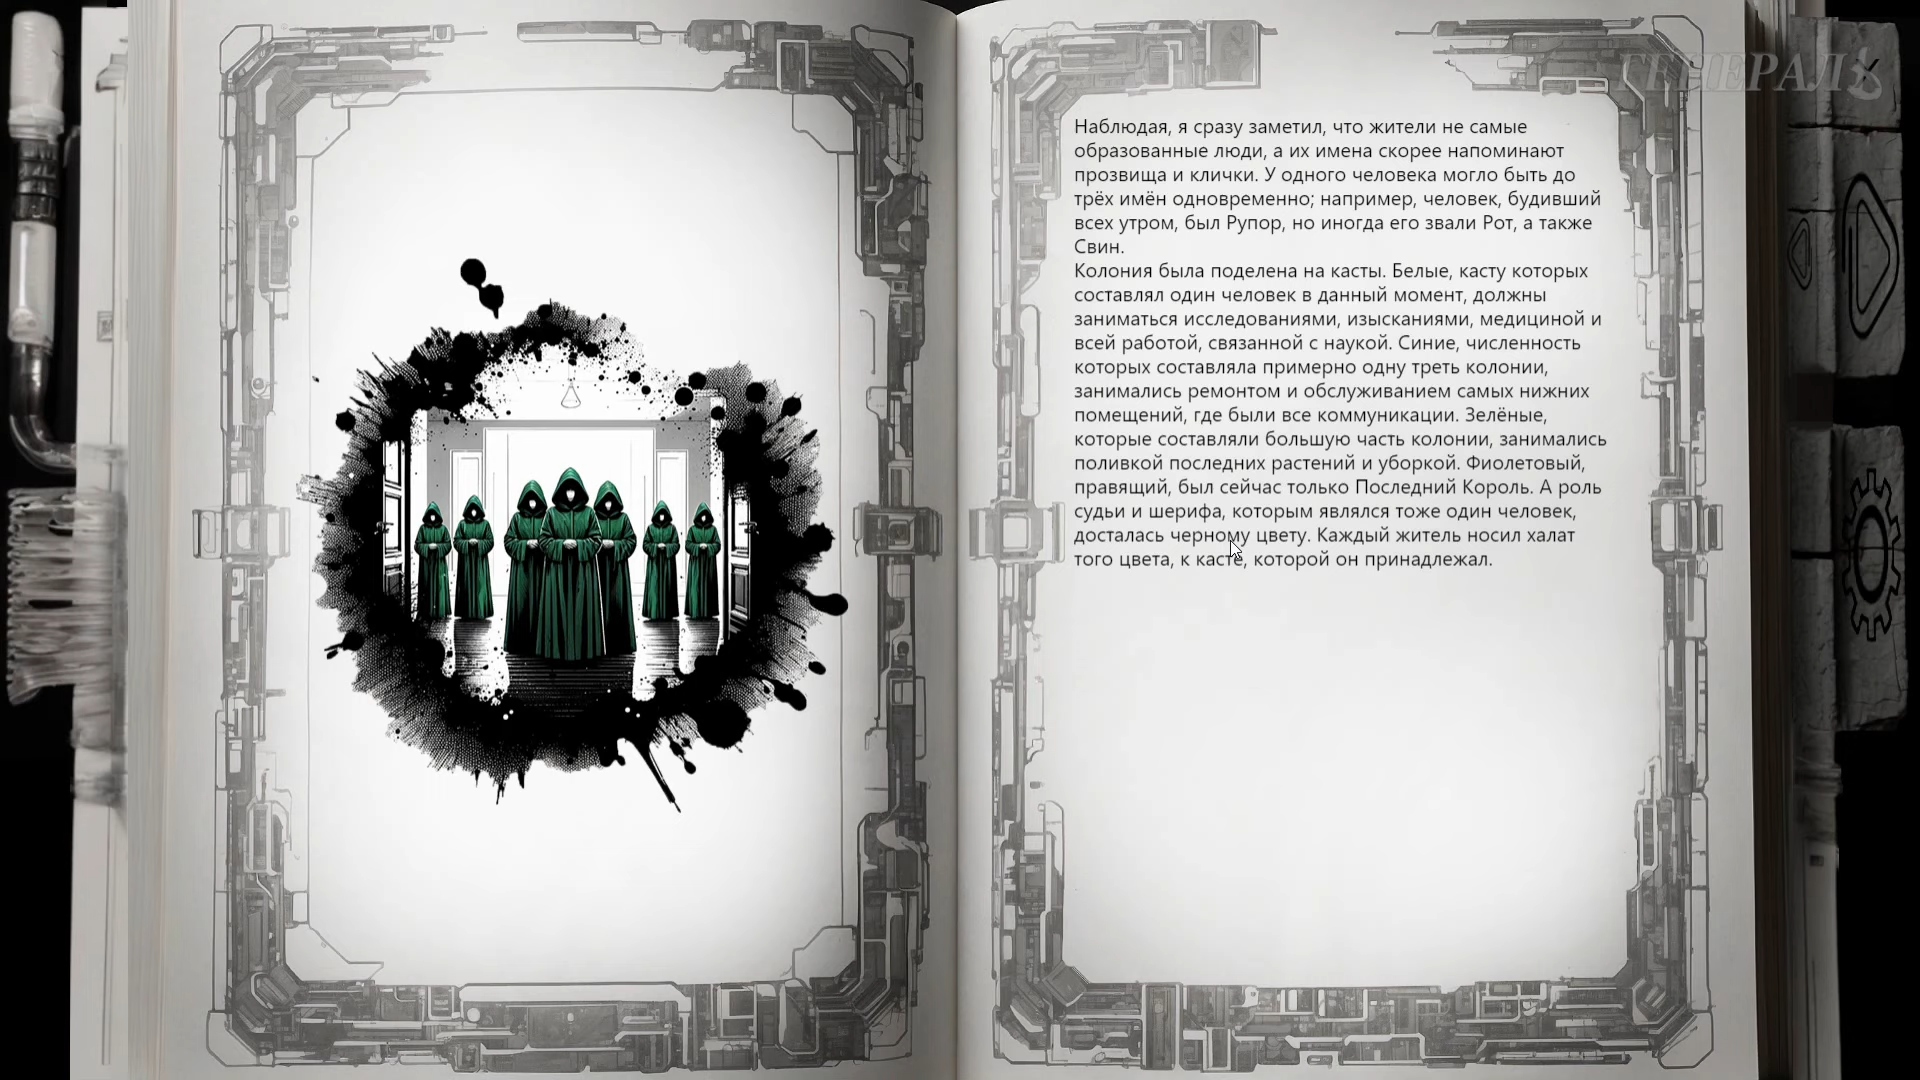 ГЕНЕРАЛ
Наблюдая, я сразу заметил, что жители не самые
образованные люди, а их имена скорее напоминают
прозвища и клички. У одного человека могло быть до
трёх имён одновременно; например, человек, будивший
всех утром, был Рупор, но иногда его звали Рот, а также
Свин.
Колония была поделена на касты. Белые, касту которых
составлял один человек в данный момент, должны
заниматься исследованиями, изысканиями, медициной и
всей работой, связанной с наукой. Синие, численность
которых составляла примерно одну треть колонии,
занимались ремонтом и обслуживанием самых нижних
помещений, где были все коммуникации. Зелёные,
которые составляли большую часть колонии, занимались
поливкой последних растений и уборкой. Фиолетовый,
правящий, был сейчас только Последний Король. А роль
судьи и шерифа, которым являлся тоже один человек,
досталась черному цвету. Каждый житель носил халат
того цвета, к касте, которой он принадлежал.